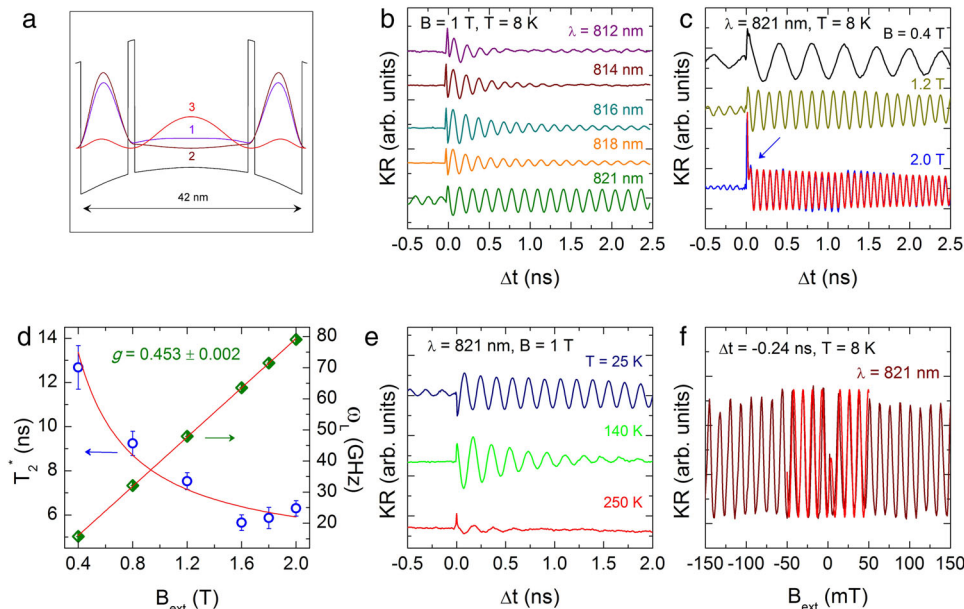 a
3
1
2
42 nm
b
B = 1 T, T = 8 K
λ = 812 nm
814 nm
816 nm
818 nm
821 nm
KR (arb. units)
-0.5 0.0 0.5 1.0 1.5 2.0 2.5
Δt (ns)
c
λ = 821 nm, T = 8 K
B = 0.4 T
1.2 T
2.0 T
KR (arb. units)
-0.5 0.0 0.5 1.0 1.5 2.0 2.5
Δt (ns)
d
g = 0.453 ± 0.002
T2* (ns)
14
12
10
8
6
ωL (GHz)
80
70
60
50
40
30
20
0.4 0.8 1.2 1.6 2.0
Bext (T)
e
λ = 821 nm, B = 1 T
T = 25 K
140 K
250 K
KR (arb. units)
-0.5 0.0 0.5 1.0 1.5 2.0
Δt (ns)
f
Δt = -0.24 ns, T = 8 K
λ = 821 nm
KR (arb. units)
-150 -100 -50 0 50 100 150
Bext (mT)